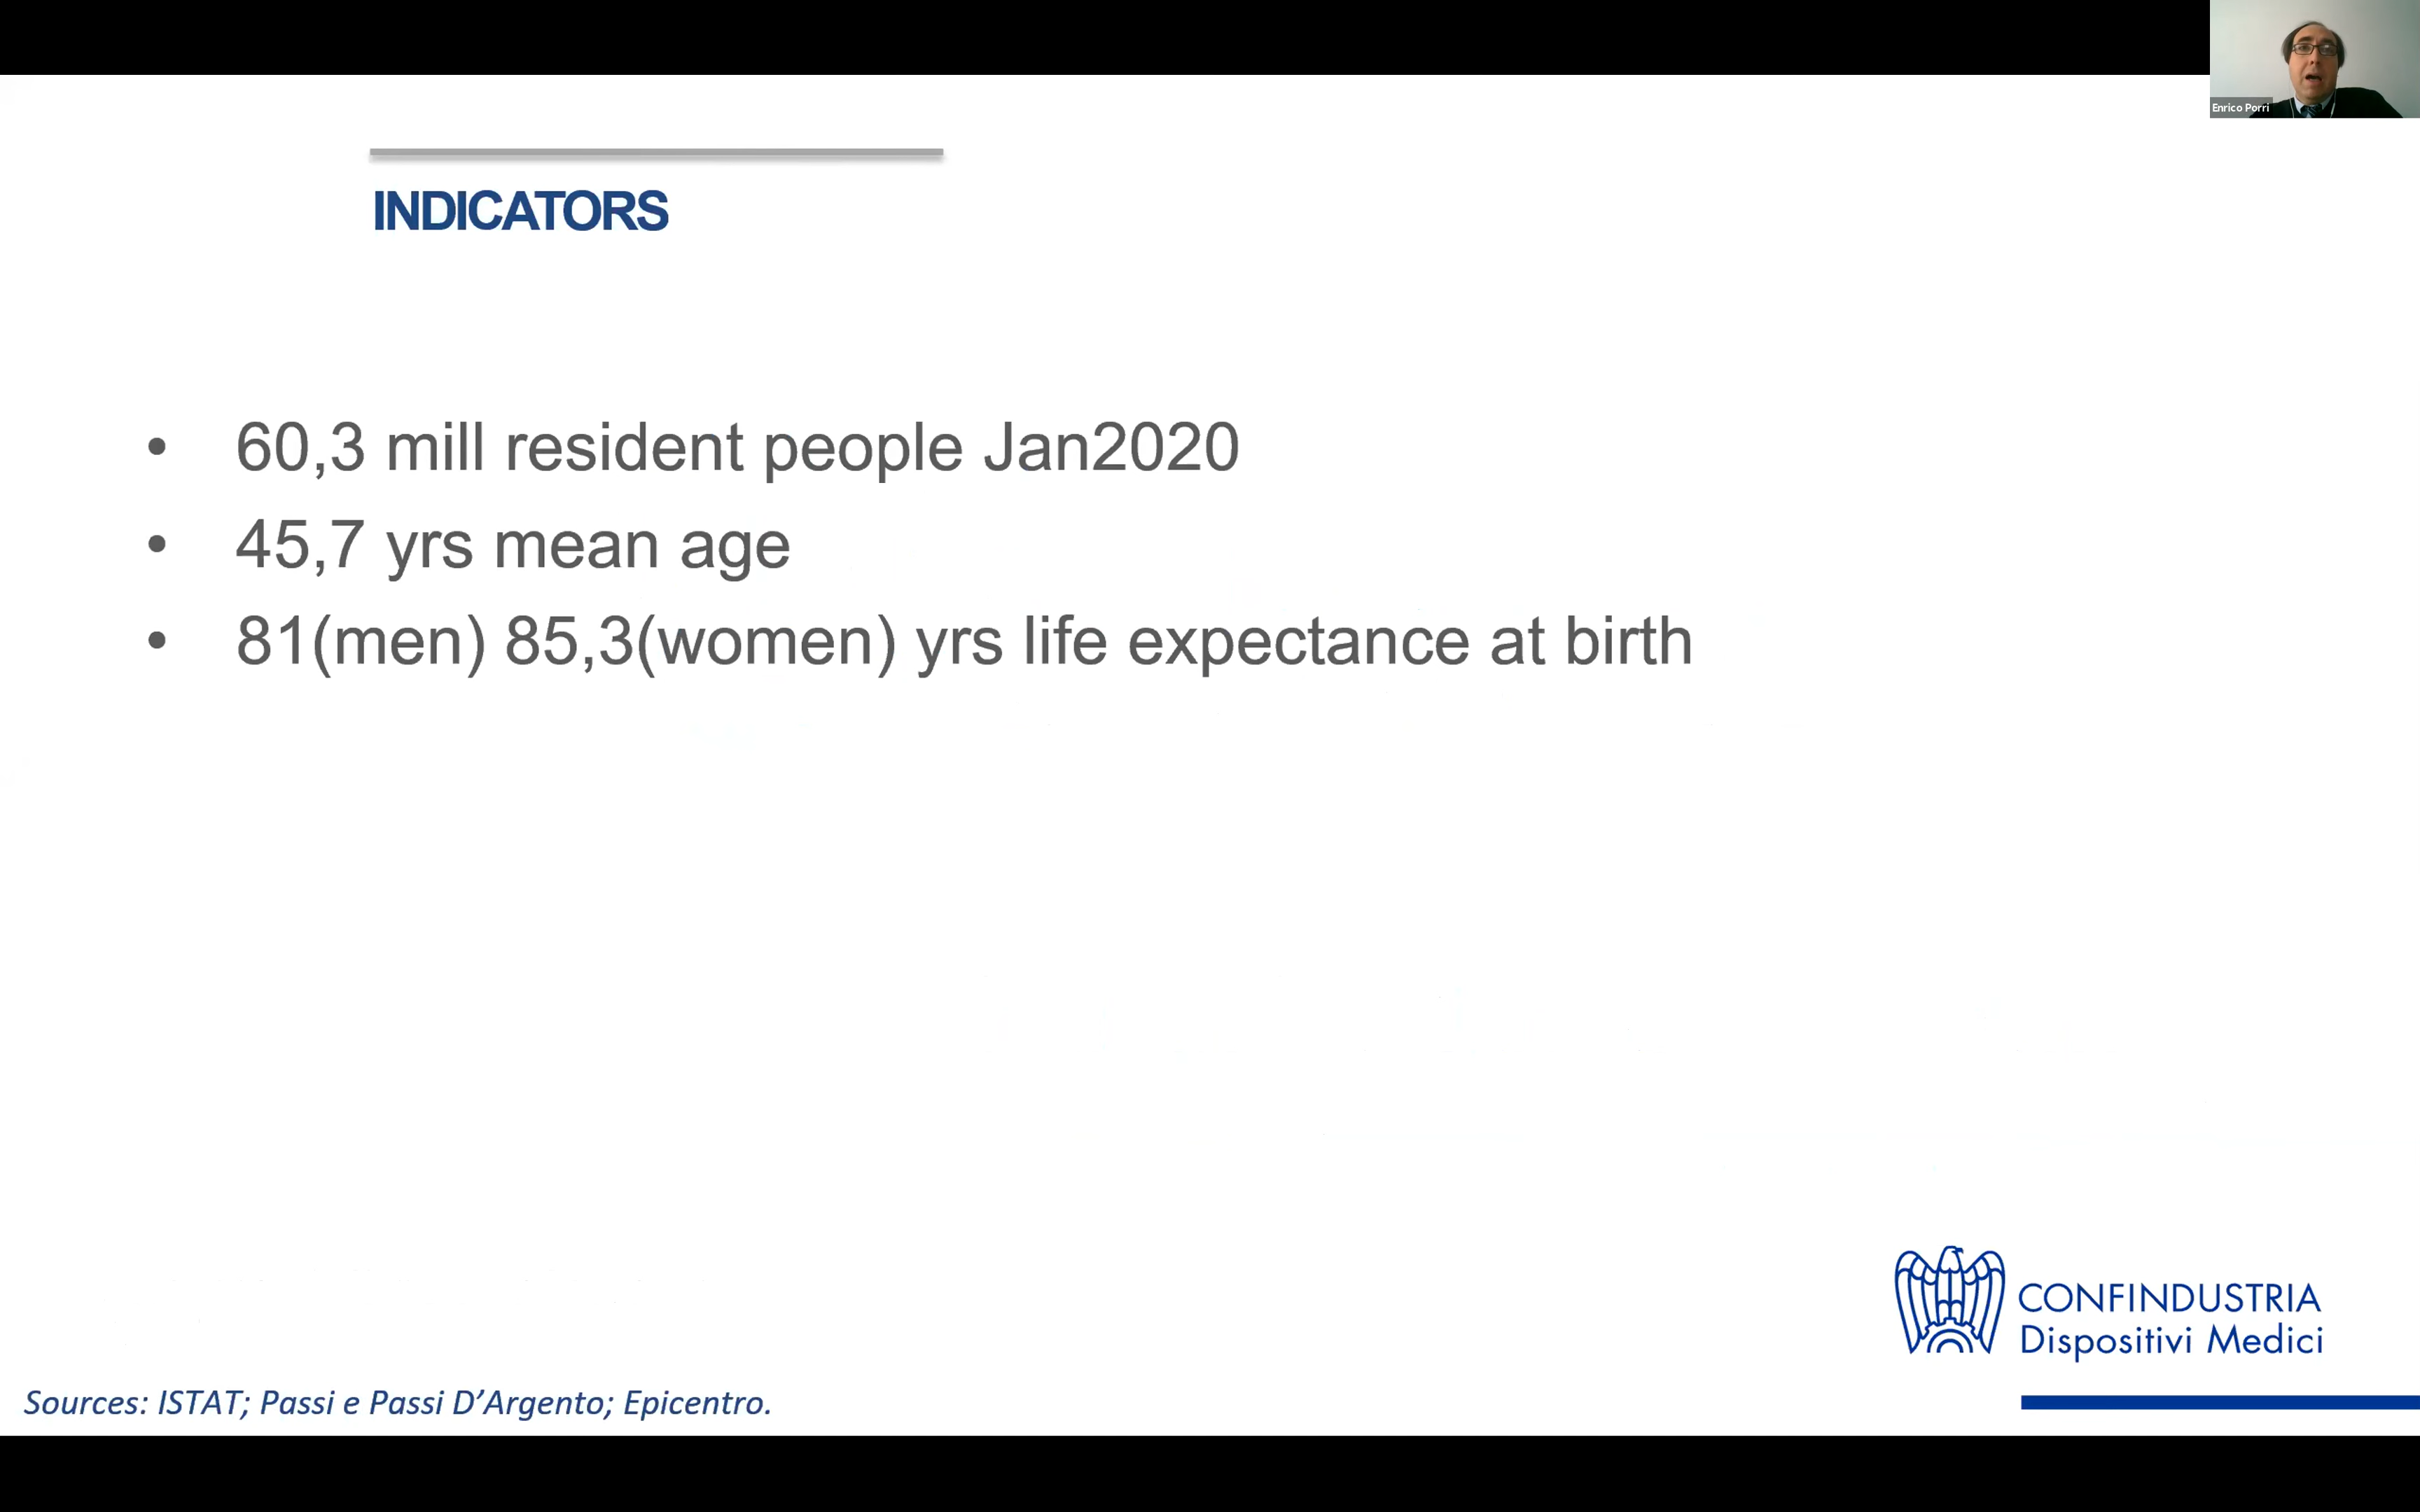 Enrico Porri
INDICATORS
• 60,3 mill resident people Jan2020
• 45,7 yrs mean age
• 81(men) 85,3(women) yrs life expectance at birth
CONFINDUSTRIA
Dispositivi Medici
Sources: ISTAT; Passi e Passi D’Argento; Epicentro.